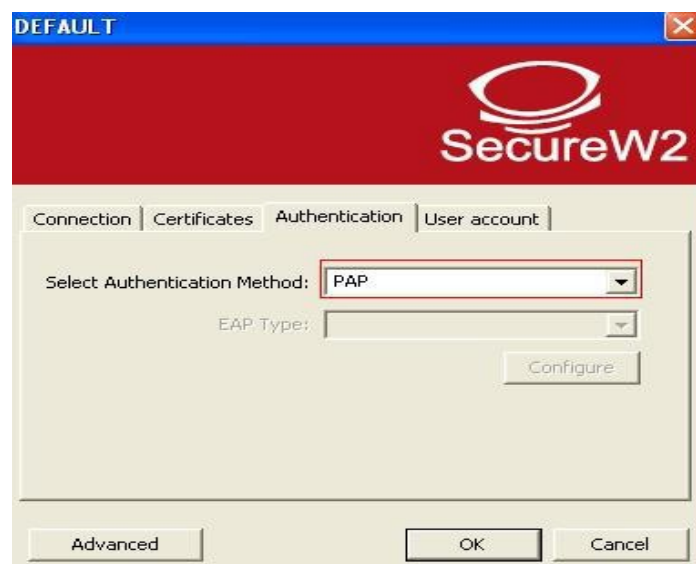 DEFAULT
SecureW2
Connection Certificates Authentication User account
Select Authentication Method: PAP
EAP Type:
Configure
Advanced OK Cancel